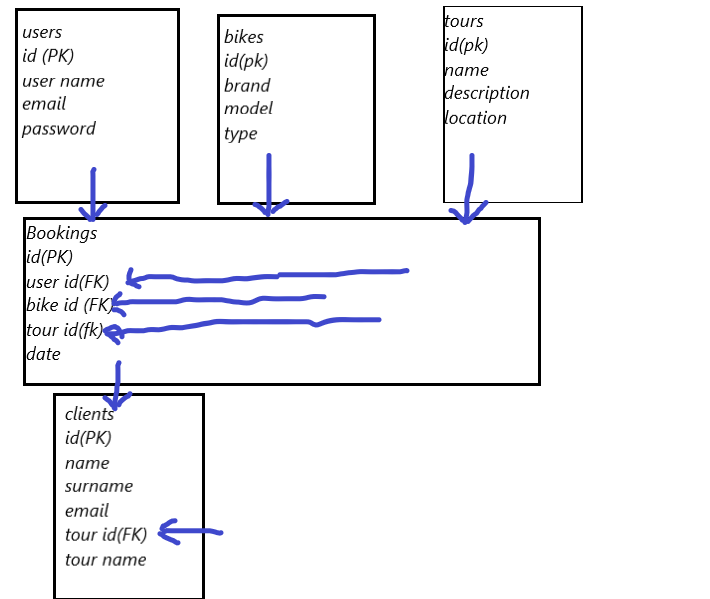 users
id (PK)
user name
email
password
bikes
id(pk)
brand
model
type
tours
id(pk)
name
description
location
Bookings
id(PK)
user id(FK)
bike id (FK)
tour id(fk)
date
clients
id(PK)
name
surname
email
tour id(FK)
tour name